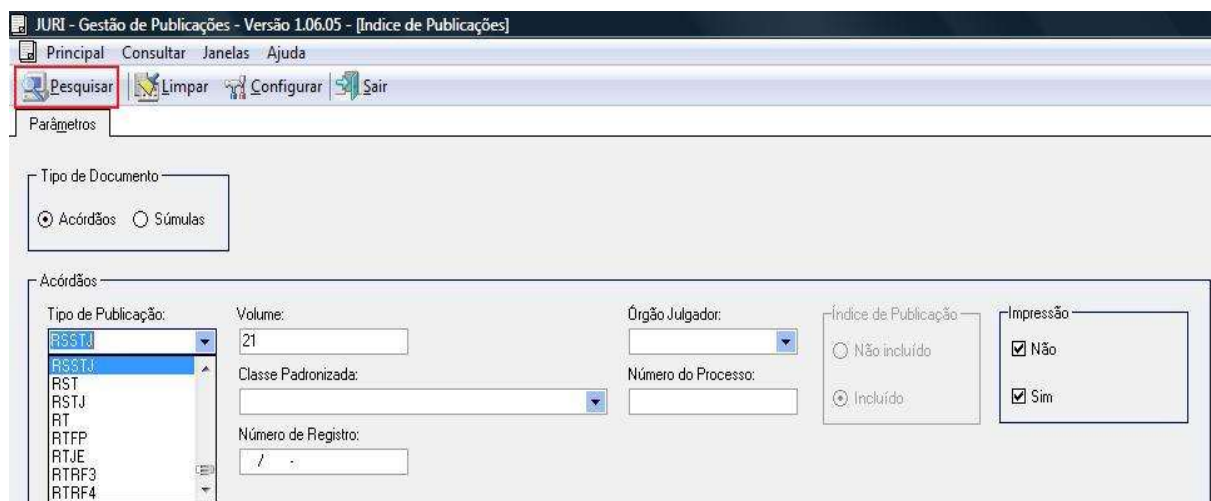 JURI - Gestão de Publicações - Versão 1.06.05 - [Indice de Publicações]
Principal Consultar Janelas Ajuda
Pesquisar Limpar Configurar Sair
Parâmetros
Tipo de Documento
Acórdãos Súmulas
Acórdãos
Tipo de Publicação: Volume: Órgão Julgador: Índice de Publicação Impressão
RSSTJ 21 Não incluído Não
RSSTJ
RST Classe Padronizada: Número do Processo:
RSTJ Incluído Sim
RT
RTFP Número de Registro:
RTJE / -
RTRF3
RTRF4